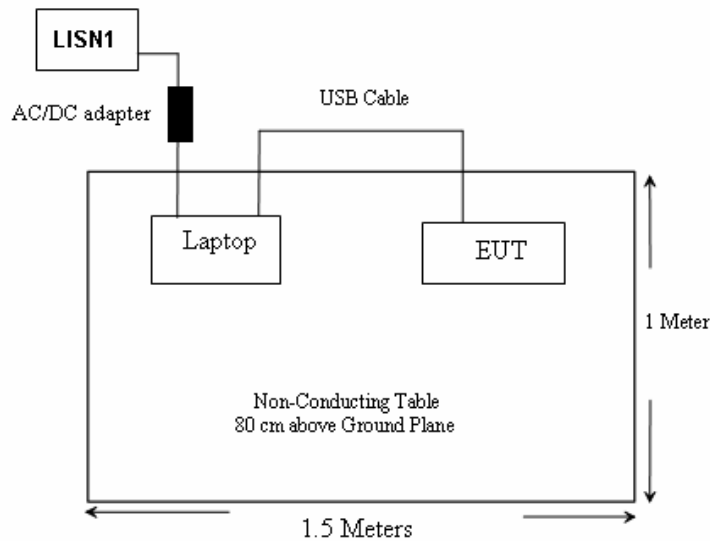 LISN1
AC/DC adapter
USB Cable
Laptop
EUT
1 Meter
Non-Conducting Table
80 cm above Ground Plane
1.5 Meters